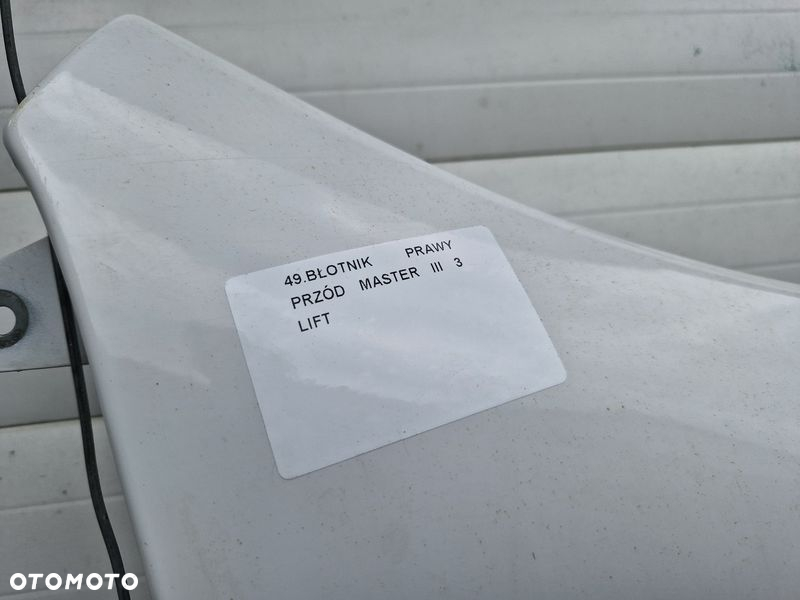 49.BŁOTNIK PRAWY
PRZÓD MASTER III 3
LIFT
OTOMOTO